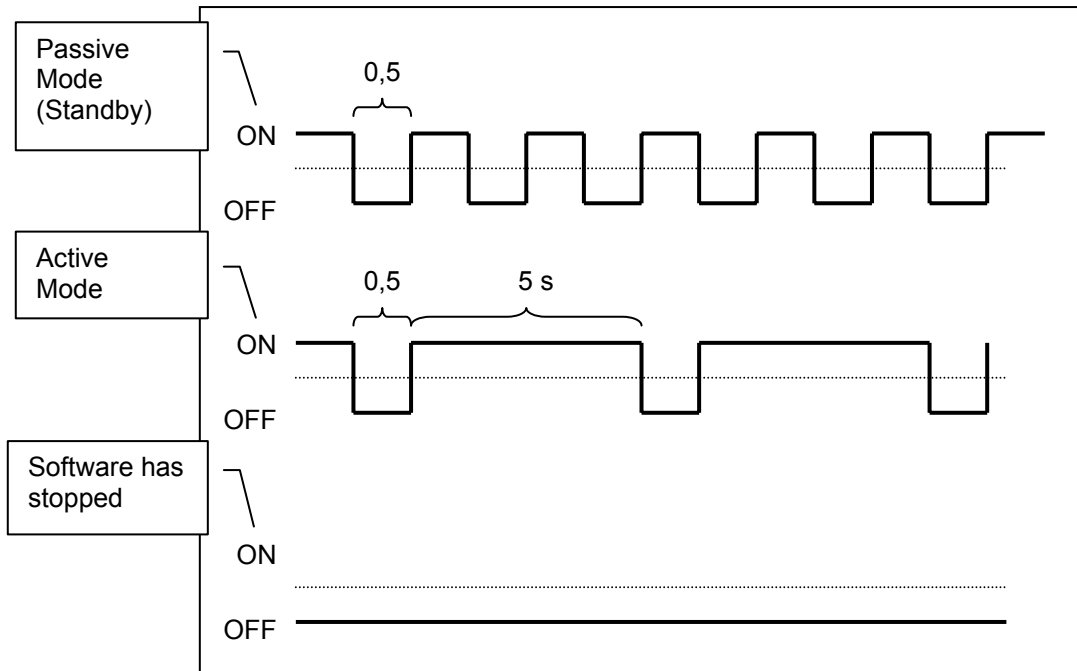 Passive
Mode
(Standby)
0,5
ON
OFF
Active
Mode
0,5 5 s
ON
OFF
Software has
stopped
ON
OFF